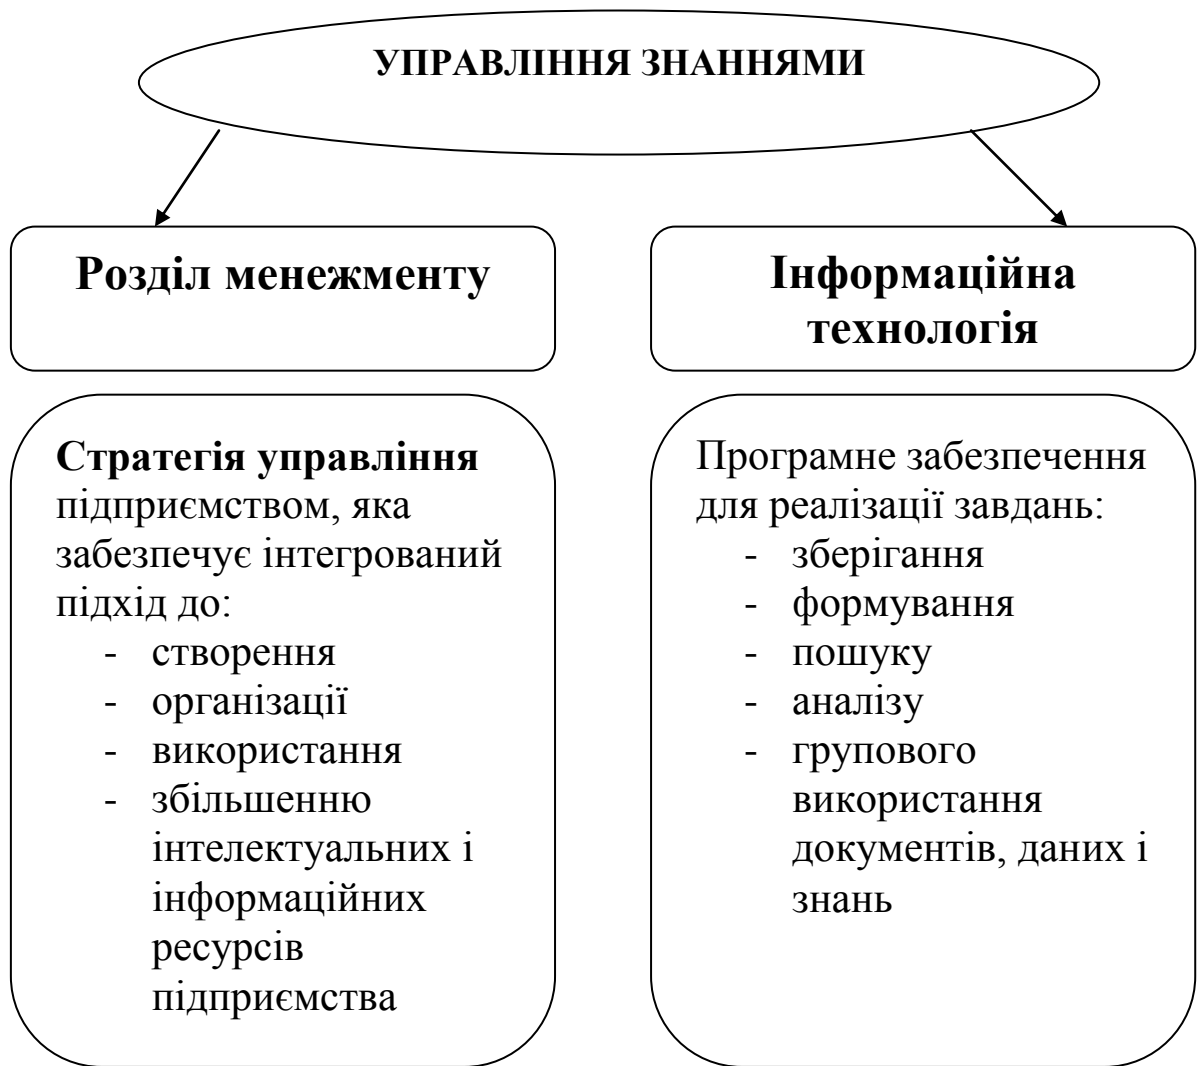 УПРАВЛІННЯ ЗНАННЯМИ
Розділ менежменту
Стратегія управління
підприємством, яка
забезпечує інтегрований
підхід до:
- створення
- організації
- використання
- збільшенню
інтелектуальних і
інформаційних
ресурсів
підприємства
Інформаційна
технологія
Програмне забезпечення
для реалізації завдань:
- зберігання
- формування
- пошуку
- аналізу
- групового
використання
документів, даних і
знань